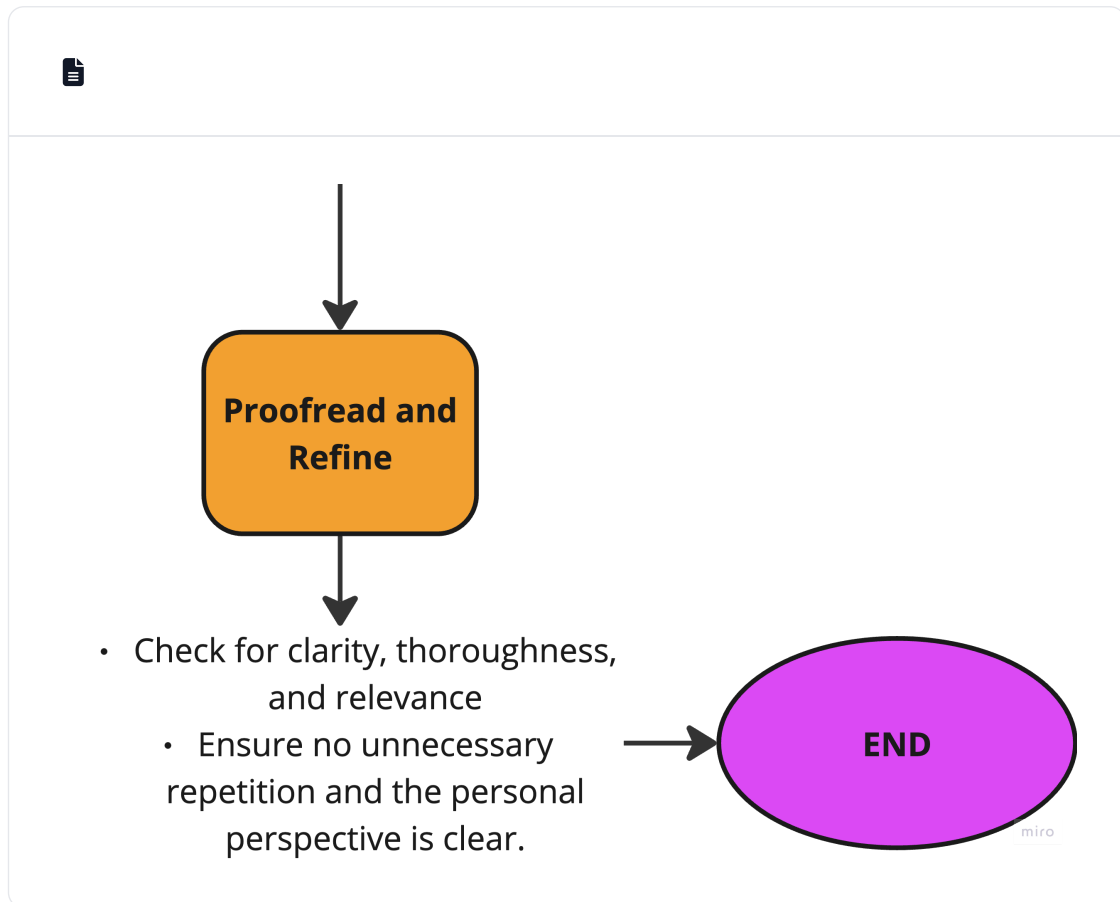 Proofread and
Refine
• Check for clarity, thoroughness,
and relevance
• Ensure no unnecessary
repetition and the personal
perspective is clear.
END
miro